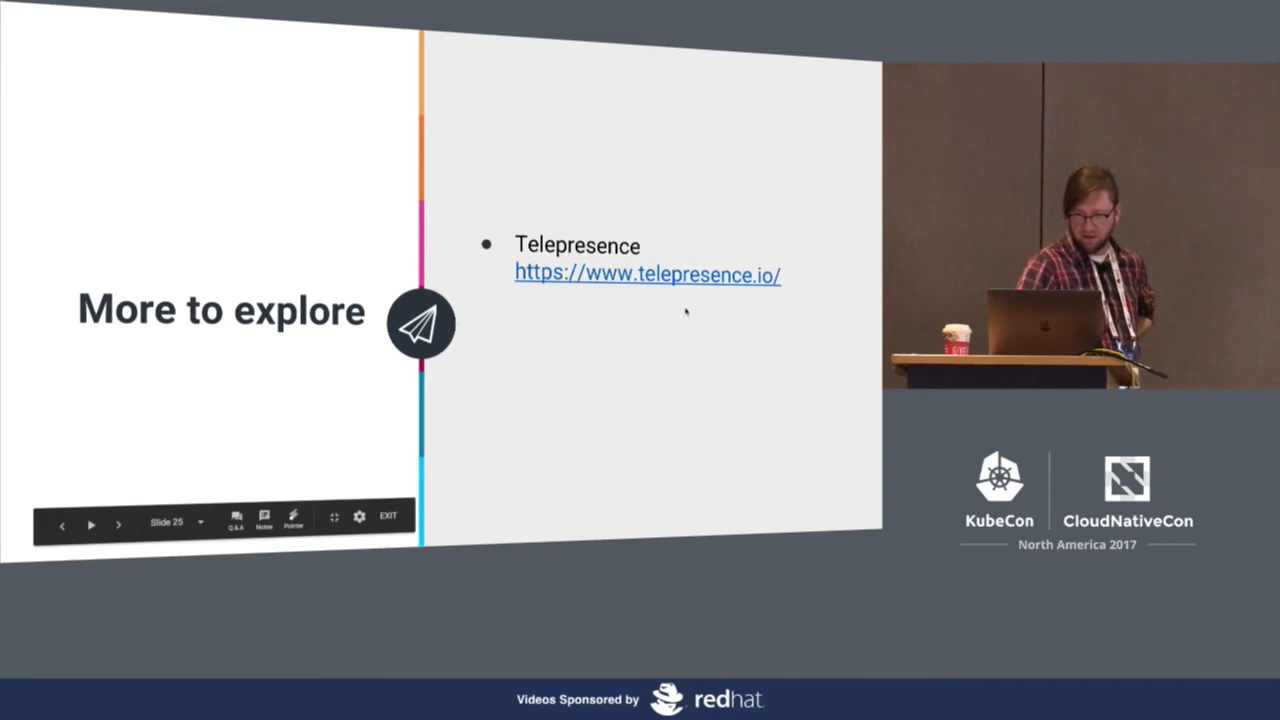 More to explore
Telepresence
https://www.telepresence.io/
Slide 25
Q&A
Notes
Pointer
EXIT
KubeCon
CloudNativeCon
North America 2017
Videos Sponsored by
redhat